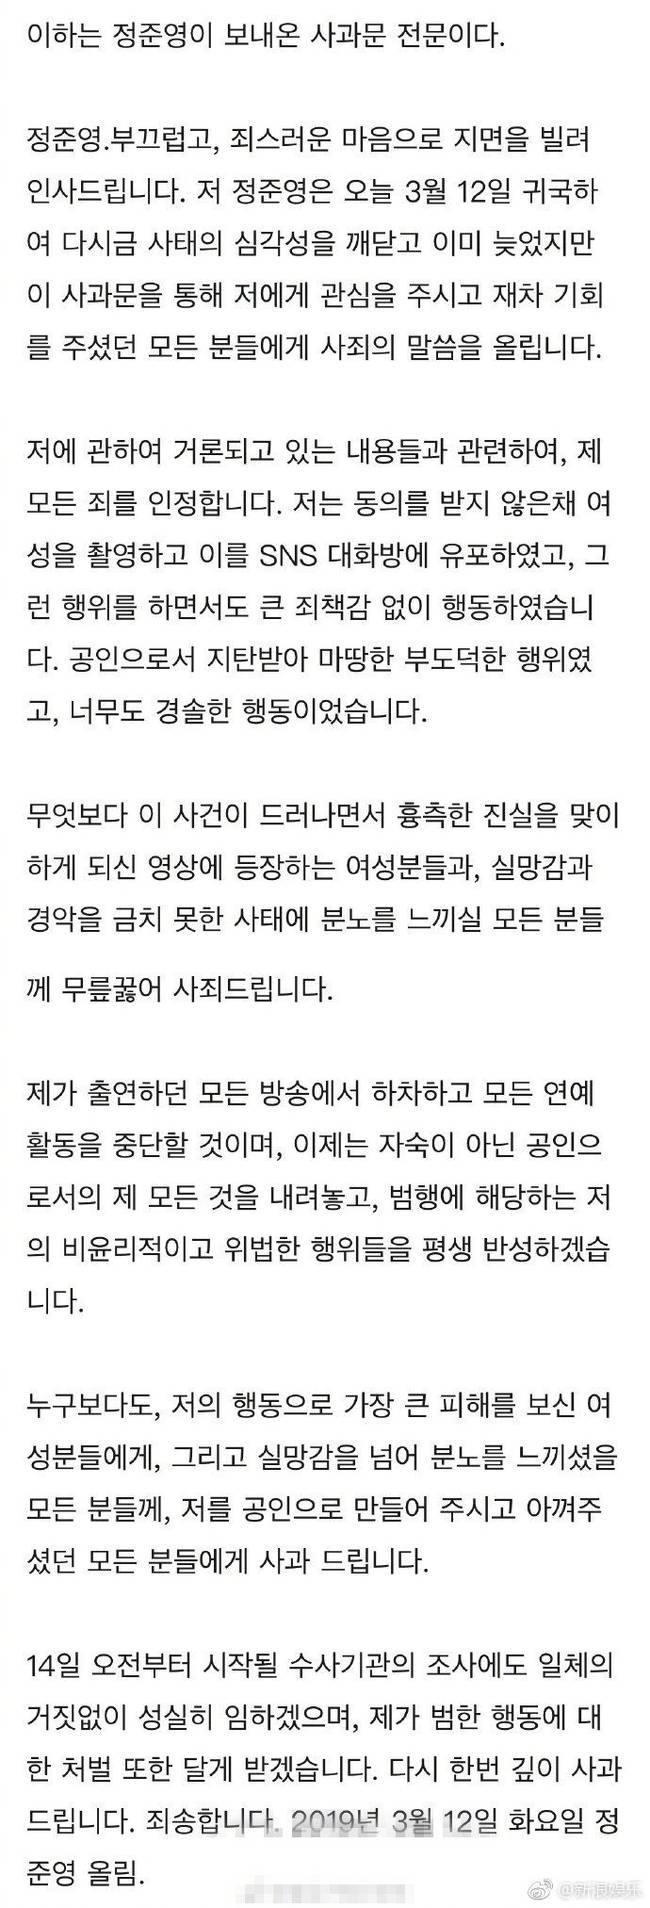 이하는 정준영이 보내온 사과문 전문이다.
정준영.부끄럽고, 죄스러운 마음으로 지면을 빌려
인사드립니다. 저 정준영은 오늘 3월 12일 귀국하
여 다시금 사태의 심각성을 깨닫고 이미 늦었지만
이 사과문을 통해 저에게 관심을 주시고 재차 기회
를 주셨던 모든 분들에게 사죄의 말씀을 올립니다.
저에 관하여 거론되고 있는 내용들과 관련하여, 제
모든 죄를 인정합니다. 저는 동의를 받지 않은채 여
성을 촬영하고 이를 SNS 대화방에 유포하였고, 그
런 행위를 하면서도 큰 죄책감 없이 행동하였습니
다. 공인으로서 지탄받아 마땅한 부도덕한 행위였
고, 너무도 경솔한 행동이었습니다.
무엇보다 이 사건이 드러나면서 흉측한 진실을 맞이
하게 되신 영상에 등장하는 여성분들과, 실망감과
경악을 금치 못한 사태에 분노를 느끼실 모든 분들
께 무릎꿇어 사죄드립니다.
제가 출연하던 모든 방송에서 하차하고 모든 연예
활동을 중단할 것이며, 이제는 자숙이 아닌 공인으
로서의 제 모든 것을 내려놓고, 범행에 해당하는 저
의 비윤리적이고 위법한 행위들을 평생 반성하겠습
니다.
누구보다도, 저의 행동으로 가장 큰 피해를 보신 여
성분들에게, 그리고 실망감을 넘어 분노를 느끼셨을
모든 분들께, 저를 공인으로 만들어 주시고 아껴주
셨던 모든 분들에게 사과 드립니다.
14일 오전부터 시작될 수사기관의 조사에도 일체의
거짓없이 성실히 임하겠으며, 제가 범한 행동에 대
한 처벌 또한 달게 받겠습니다. 다시 한번 깊이 사과
드립니다. 죄송합니다. 2019년 3월 12일 화요일 정
준영 올림.
@新浪娱乐